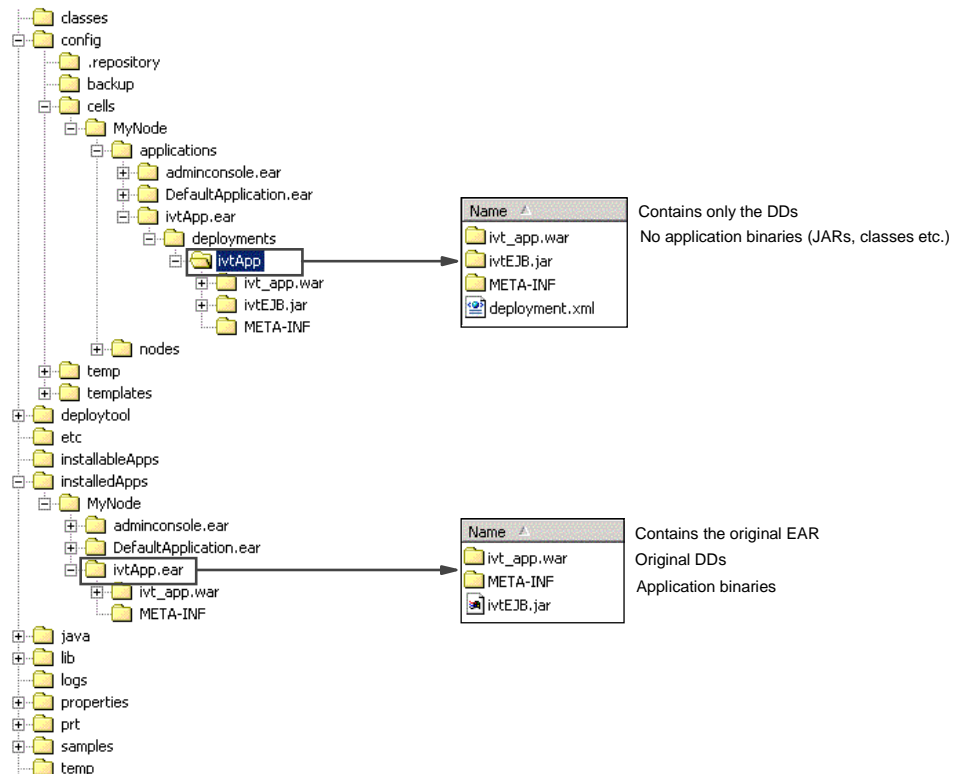 classes
config
.repository
backup
cells
MyNode
applications
adminconsole.ear
DefaultApplication.ear
ivtApp.ear
deployments
ivtApp
ivt_app.war
ivtEJB.jar
META-INF
nodes
temp
templates
deploytool
etc
installableApps
installedApps
MyNode
adminconsole.ear
DefaultApplication.ear
ivtApp.ear
ivt_app.war
META-INF
java
lib
logs
properties
prt
samples
temp
Name
ivt_app.war
ivtEJB.jar
META-INF
deployment.xml
Contains only the DDs
No application binaries (JARs, classes etc.)
Name
ivt_app.war
META-INF
ivtEJB.jar
Contains the original EAR
Original DDs
Application binaries